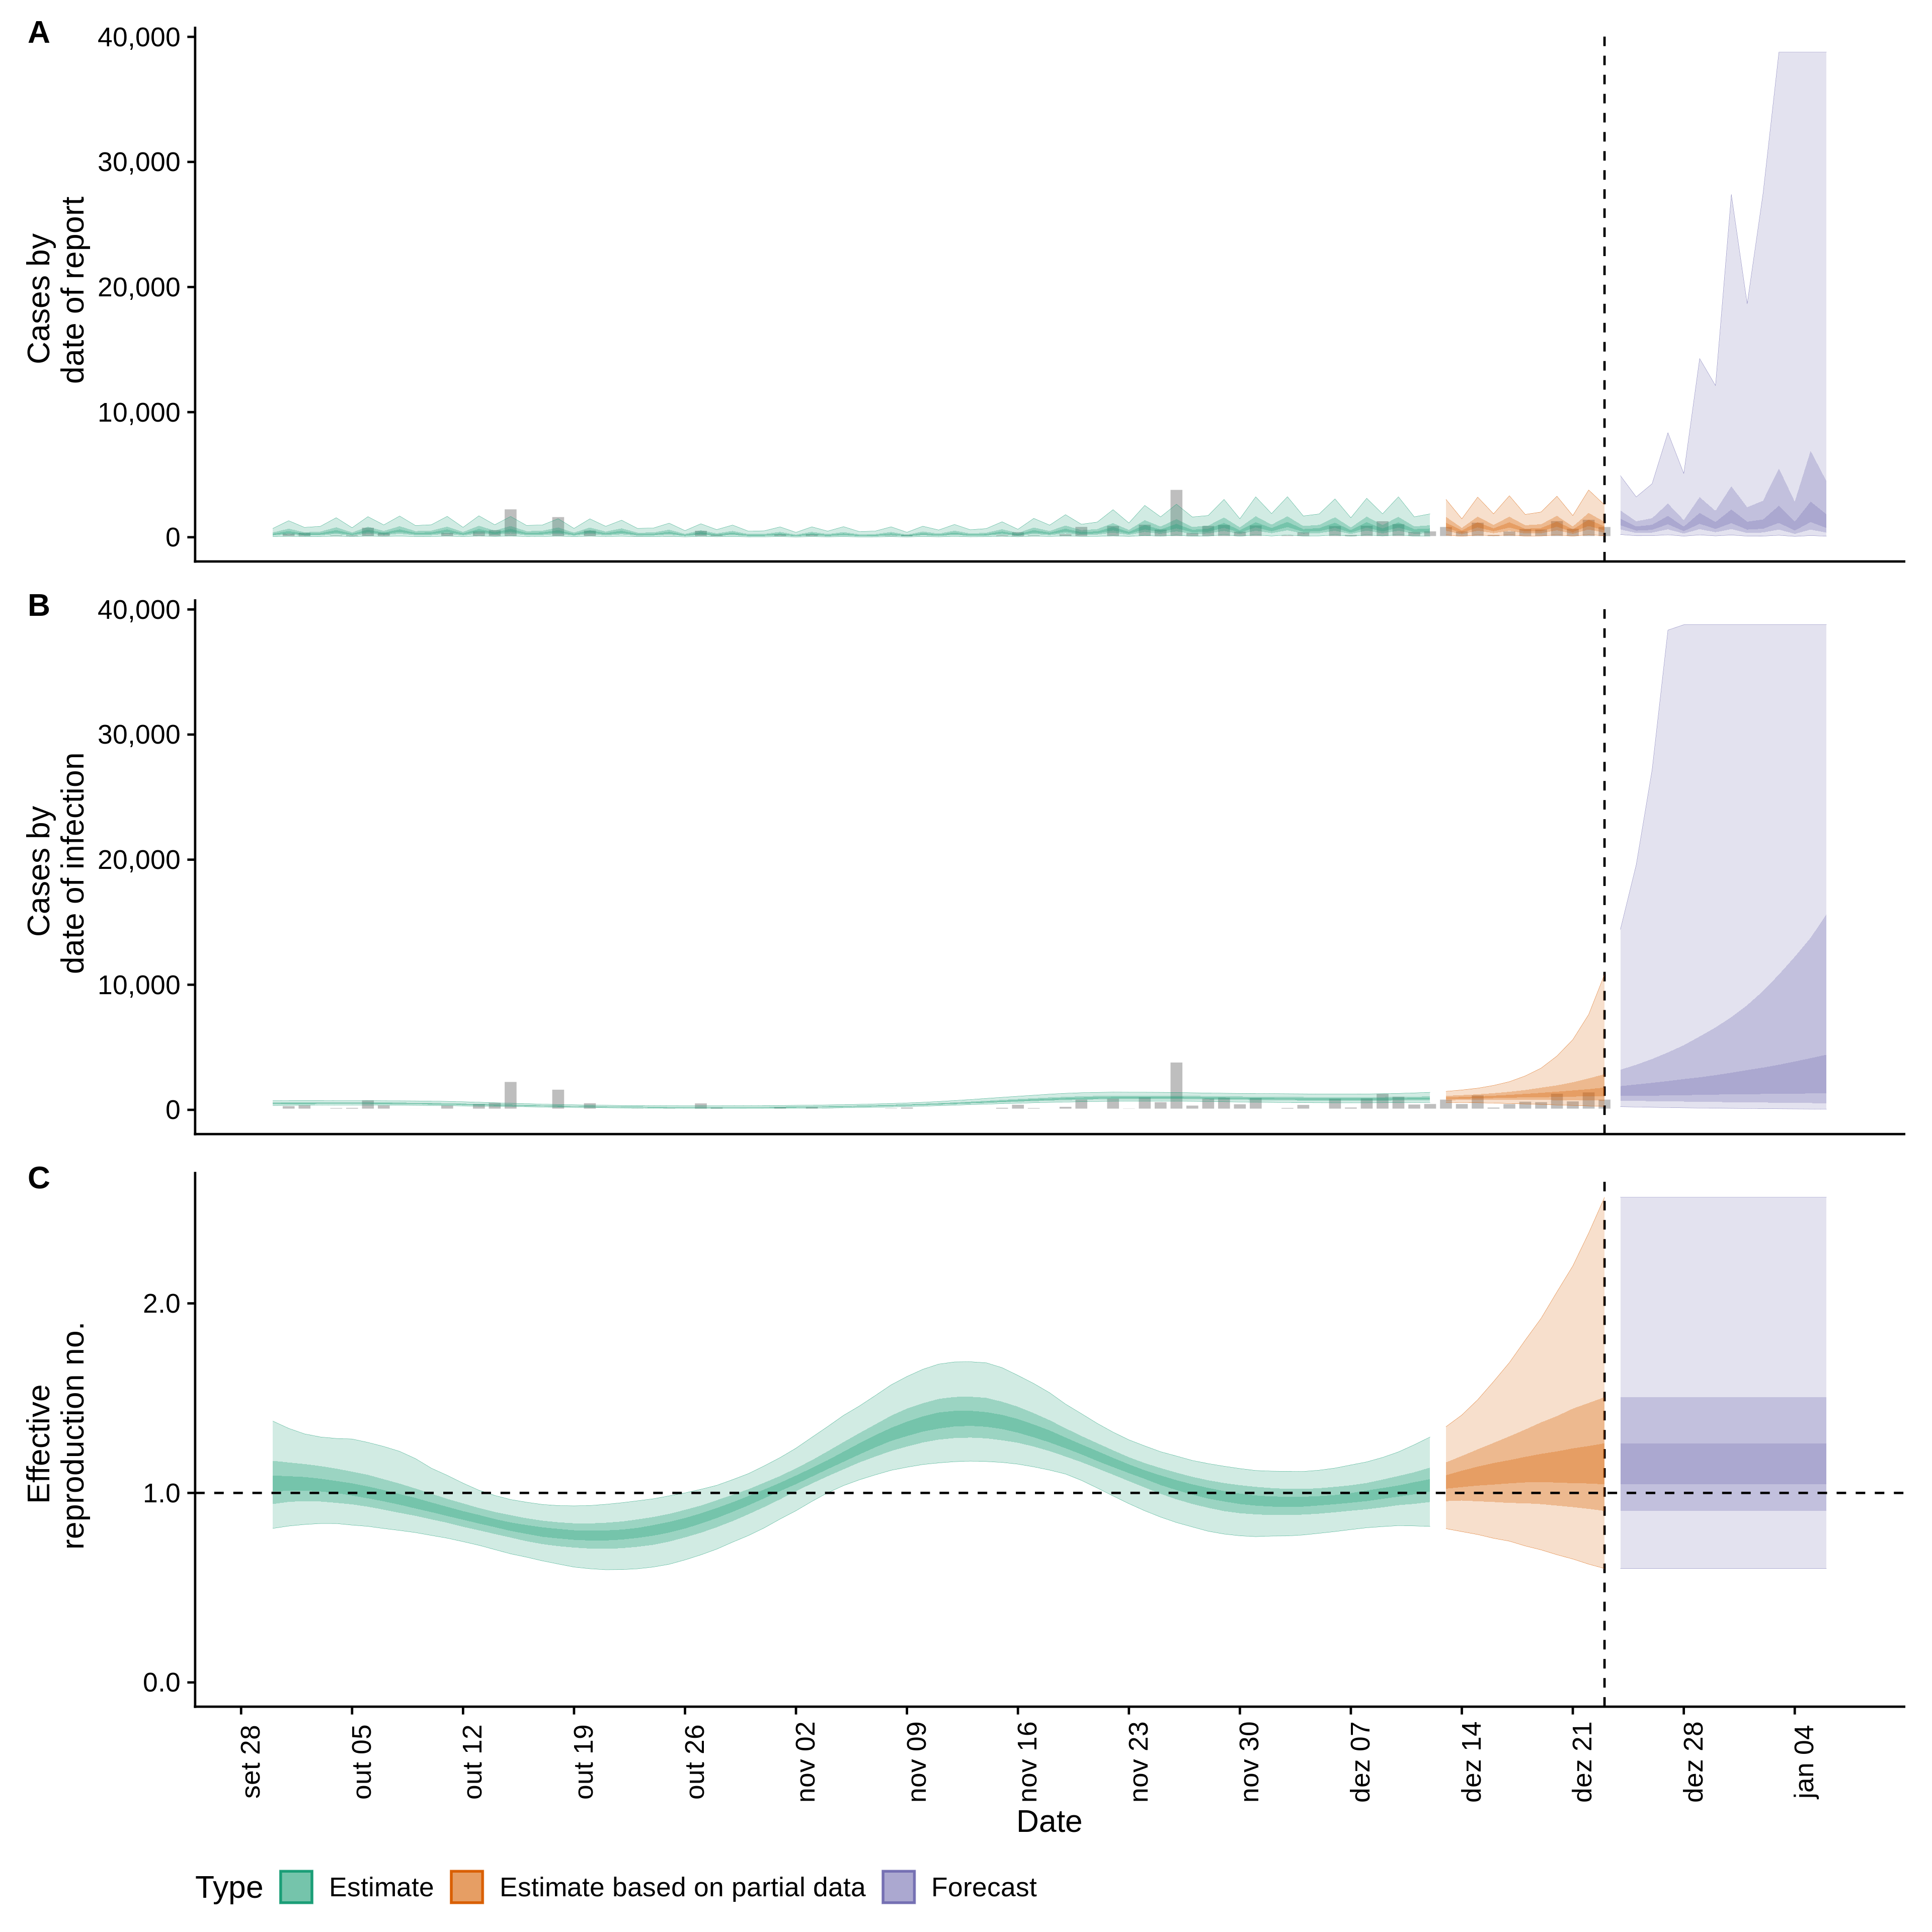 A
40,000
30,000
20,000
10,000
0
Cases by
date of report
B
40,000
30,000
20,000
10,000
0
Cases by
date of infection
C
2.0
1.0
0.0
Effective
reproduction no.
set 28
out 05
out 12
out 19
out 26
nov 02
nov 09
nov 16
nov 23
nov 30
dez 07
dez 14
dez 21
dez 28
jan 04
Date
Type Estimate Estimate based on partial data Forecast